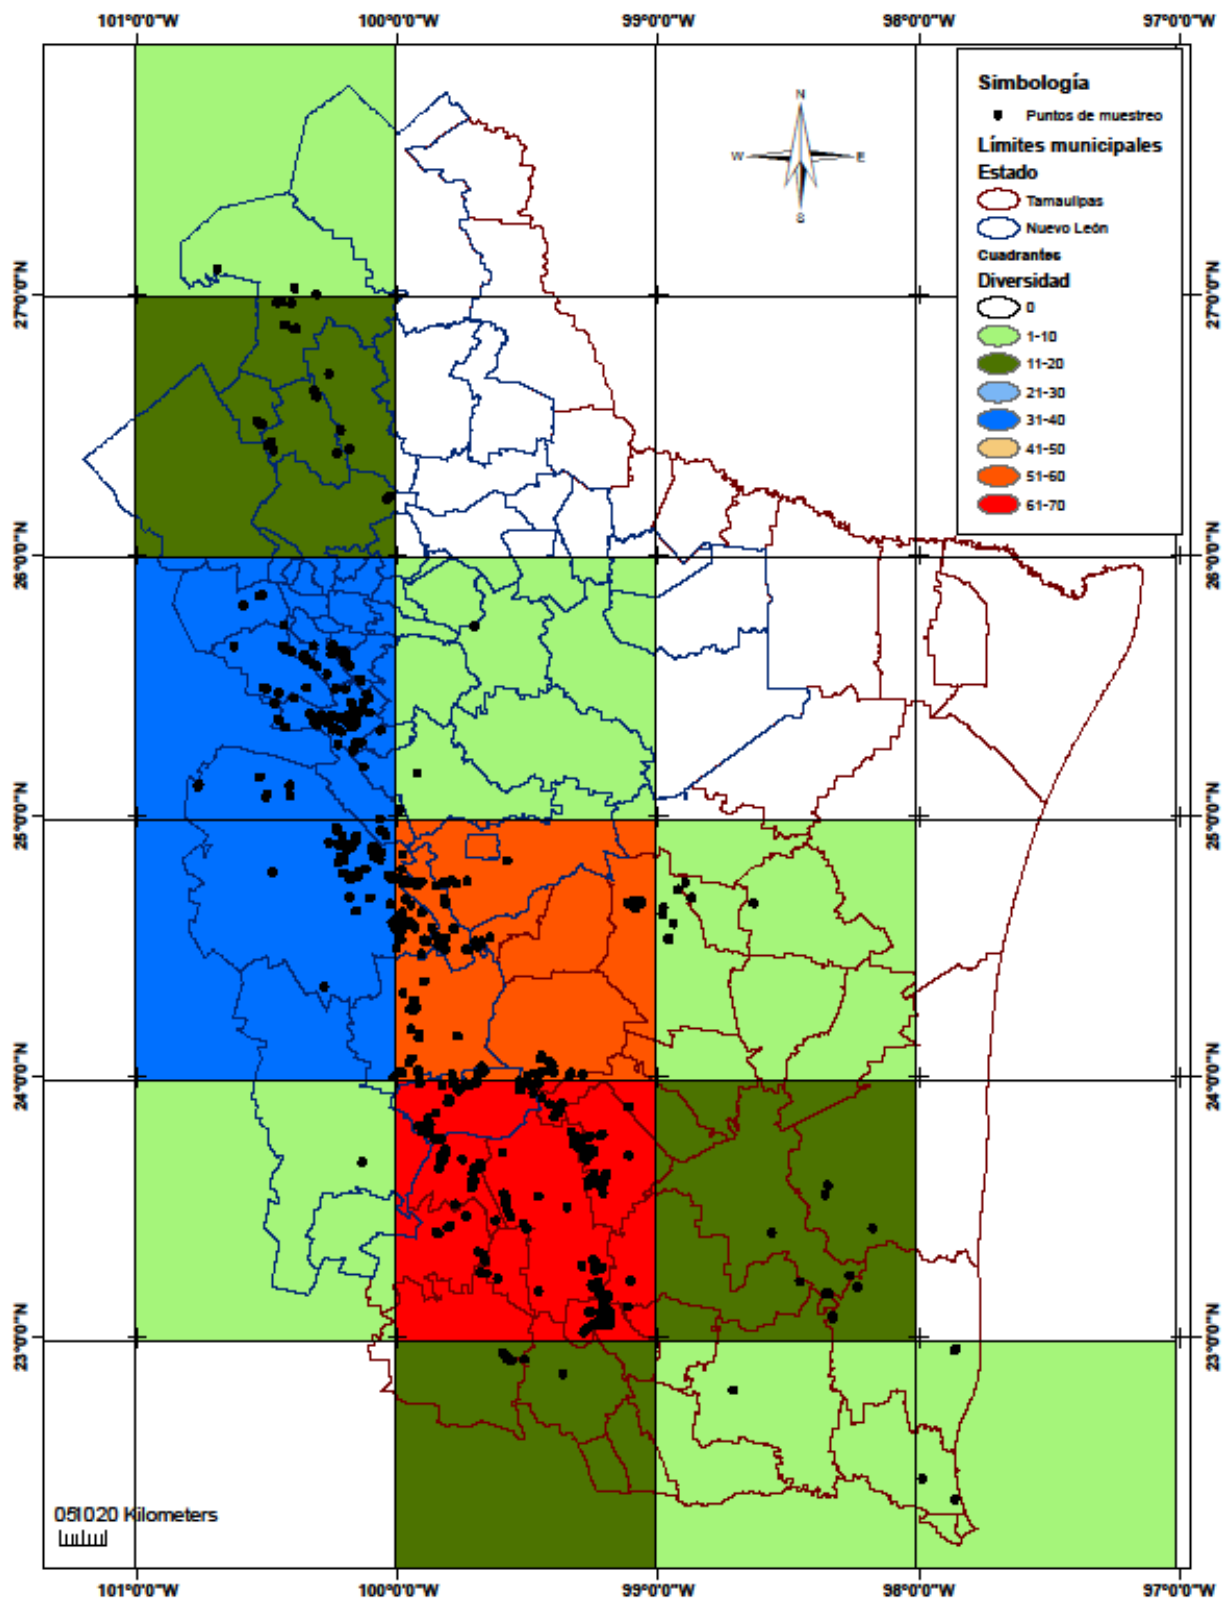 101°0'0"W 100°0'0"W 99°0'0"W 98°0'0"W 97°0'0"W
N
W E
S
Simbología
Puntos de muestreo
Límites municipales
Estado
Tamaulipas
Nuevo León
Cuadrantes
Diversidad
0
1-10
11-20
21-30
31-40
41-50
51-60
61-70
27°0'0"N 27°0'0"N
26°0'0"N 26°0'0"N
25°0'0"N 25°0'0"N
24°0'0"N 24°0'0"N
23°0'0"N 23°0'0"N
051020 Kilometers
101°0'0"W 100°0'0"W 99°0'0"W 98°0'0"W 97°0'0"W